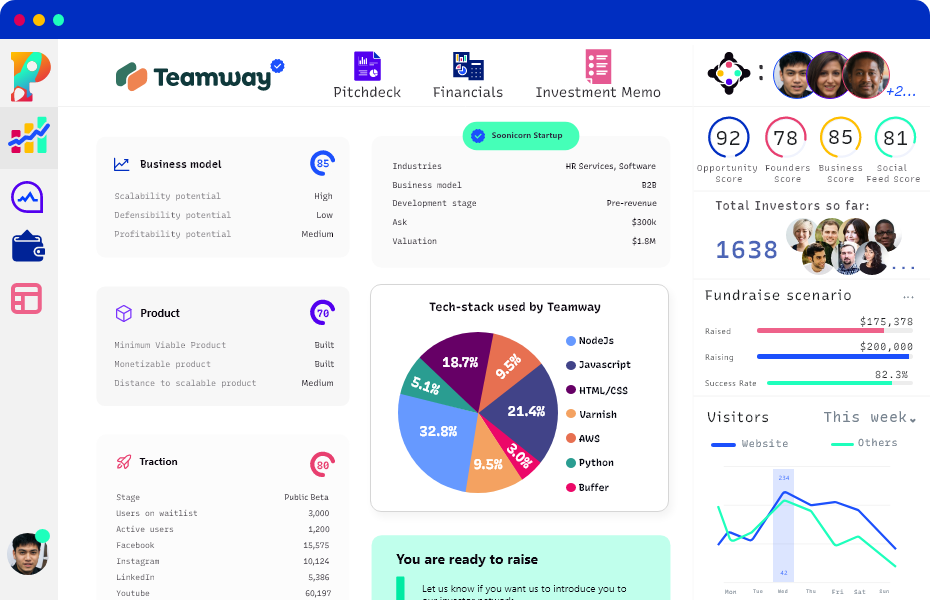 Teamway
Pitchdeck
Financials
Investment Memo
:
+2...
Soonicorn Startup
Business model
85
Scalability potential
High
Defensibility potential
Low
Profitability potential
Medium
Industries
HR Services, Software
Business model
B2B
Development stage
Pre-revenue
Ask
$300k
Valuation
$1.8M
Product
70
Minimum Viable Product
Built
Monetizable product
Built
Distance to scalable product
Medium
Tech-stack used by Teamway
18.7%
9.5%
21.4%
3.0%
9.5%
32.8%
5.1%
NodeJs
Javascript
HTML/CSS
Varnish
AWS
Python
Buffer
Traction
80
Stage
Public Beta
Users on waitlist
3,000
Active users
1,200
Facebook
15,575
Instagram
10,124
LinkedIn
5,386
Youtube
60,197
You are ready to raise
Let us know if you want us to introduce you to
our investor network
92
78
85
81
Opportunity
Score
Founders
Score
Business
Score
Social
Feed Score
Total Investors so far:
1638
...
Fundraise scenario
...
$175,378
Raised
$200,000
Raising
82.3%
Success Rate
Visitors
This week
Website
Others
234
42
Mon
Tue
Wed
Thu
Fri
Sat
Sun